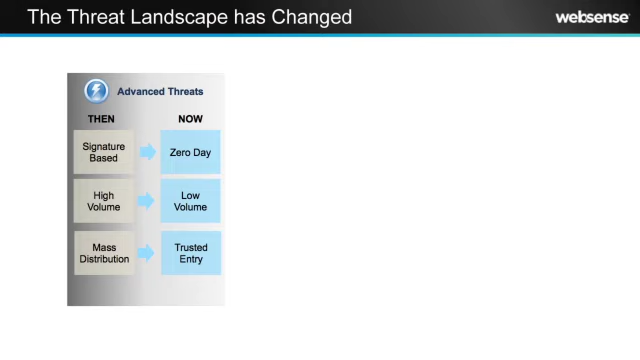 The Threat Landscape has Changed
websense
Advanced Threats
THEN
NOW
Signature
Based
Zero Day
High
Volume
Low
Volume
Mass
Distribution
Trusted
Entry